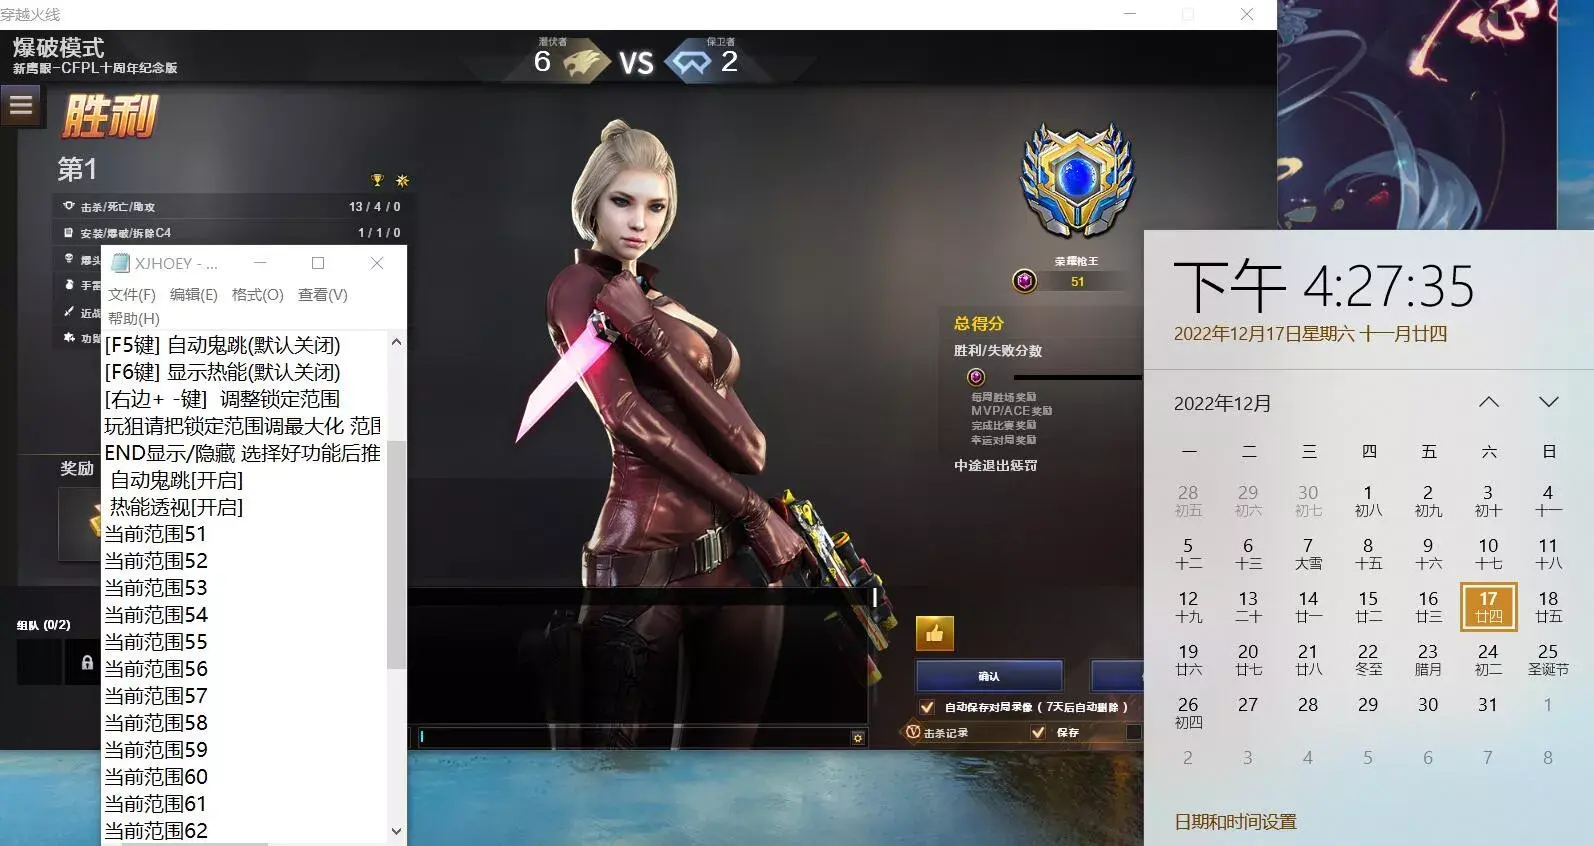 穿越火线
爆破模式
新鹰眼-CFPL十周年纪念版
潜伏者
6
VS
保卫者
2
胜利
第1
击杀/死亡/助攻 13 / 4 / 0
安装/爆破/拆除C4 1 / 1 / 0
爆头
手雷
近战
功勋
奖励
组队 (0/2)
XJHOEY - ...
文件(F) 编辑(E) 格式(O) 查看(V)
帮助(H)
[F5键] 自动鬼跳(默认关闭)
[F6键] 显示热能(默认关闭)
[右边+ -键] 调整锁定范围
玩狙请把锁定范围调最大化 范围
END显示/隐藏 选择好功能后推
自动鬼跳[开启]
热能透视[开启]
当前范围51
当前范围52
当前范围53
当前范围54
当前范围55
当前范围56
当前范围57
当前范围58
当前范围59
当前范围60
当前范围61
当前范围62
荣耀枪王
51
总得分
胜利/失败分数
每周胜场奖励
MVP/ACE奖励
完成比赛奖励
幸运对局奖励
中途退出惩罚
确认
自动保存对局录像 ( 7天后自动删除 )
击杀记录
保存
下午 4:27:35
2022年12月17日星期六 十一月廿四
2022年12月
一 二 三 四 五 六 日
28 29 30 1 2 3 4
初五 初六 初七 初八 初九 初十 十一
5 6 7 8 9 10 11
十二 十三 大雪 十五 十六 十七 十八
12 13 14 15 16 17 18
十九 二十 廿一 廿二 廿三 廿四 廿五
19 20 21 22 23 24 25
廿六 廿七 廿八 冬至 腊月 初二 圣诞节
26 27 28 29 30 31 1
初四
2 3 4 5 6 7 8
日期和时间设置